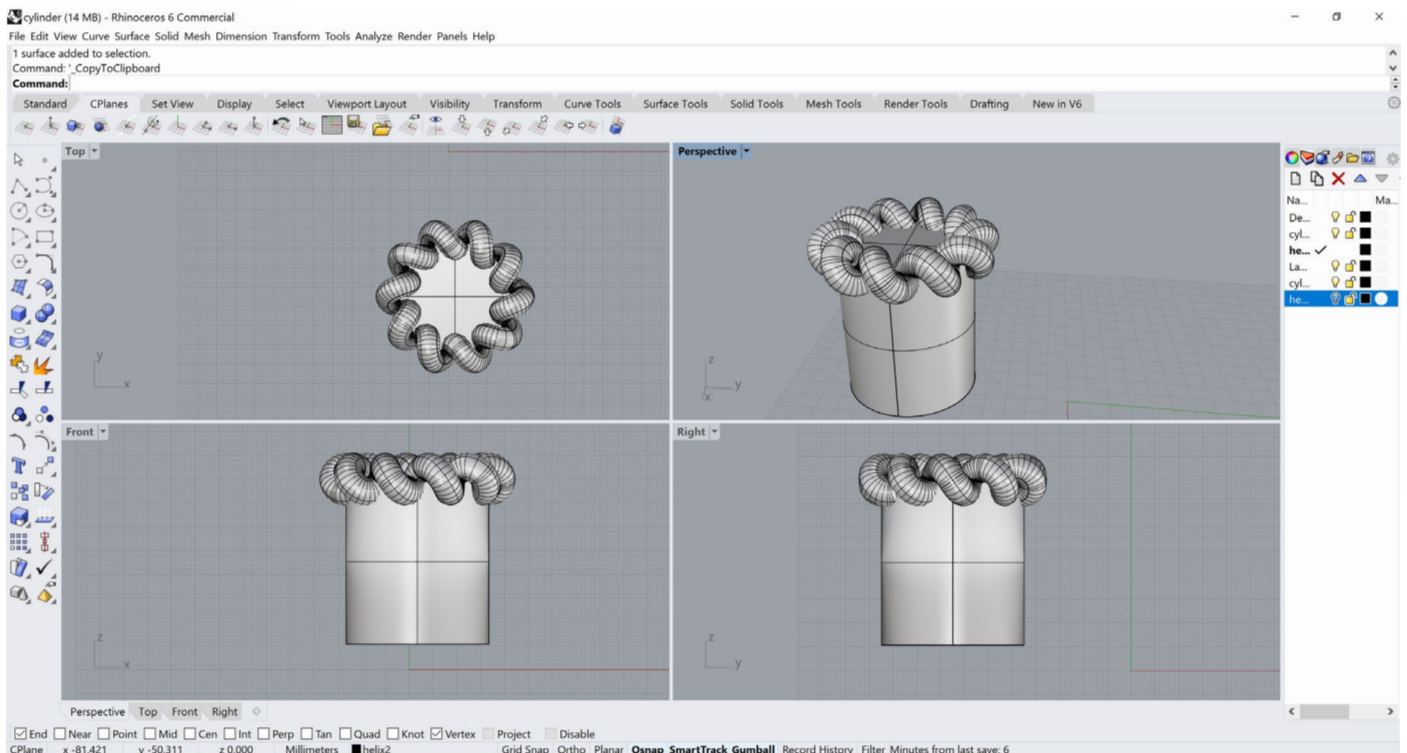 cylinder (14 MB) - Rhinoceros 6 Commercial
File Edit View Curve Surface Solid Mesh Dimension Transform Tools Analyze Render Panels Help
1 surface added to selection.
Command: '_CopyToClipboard
Command:
Standard CPlanes Set View Display Select Viewport Layout Visibility Transform Curve Tools Surface Tools Solid Tools Mesh Tools Render Tools Drafting New in V6
Top
Perspective
Na... Ma...
De...
cyl...
he...
La...
cyl...
he...
y
x
z
y
x
Front
Right
z
x
z
y
Perspective Top Front Right
End Near Point Mid Cen Int Perp Tan Quad Knot Vertex Project Disable
CPlane x -81.421 y -50.311 z 0.000 Millimeters helix2 Grid Snap Ortho Planar Osnap SmartTrack Gumball Record History Filter Minutes from last save: 6